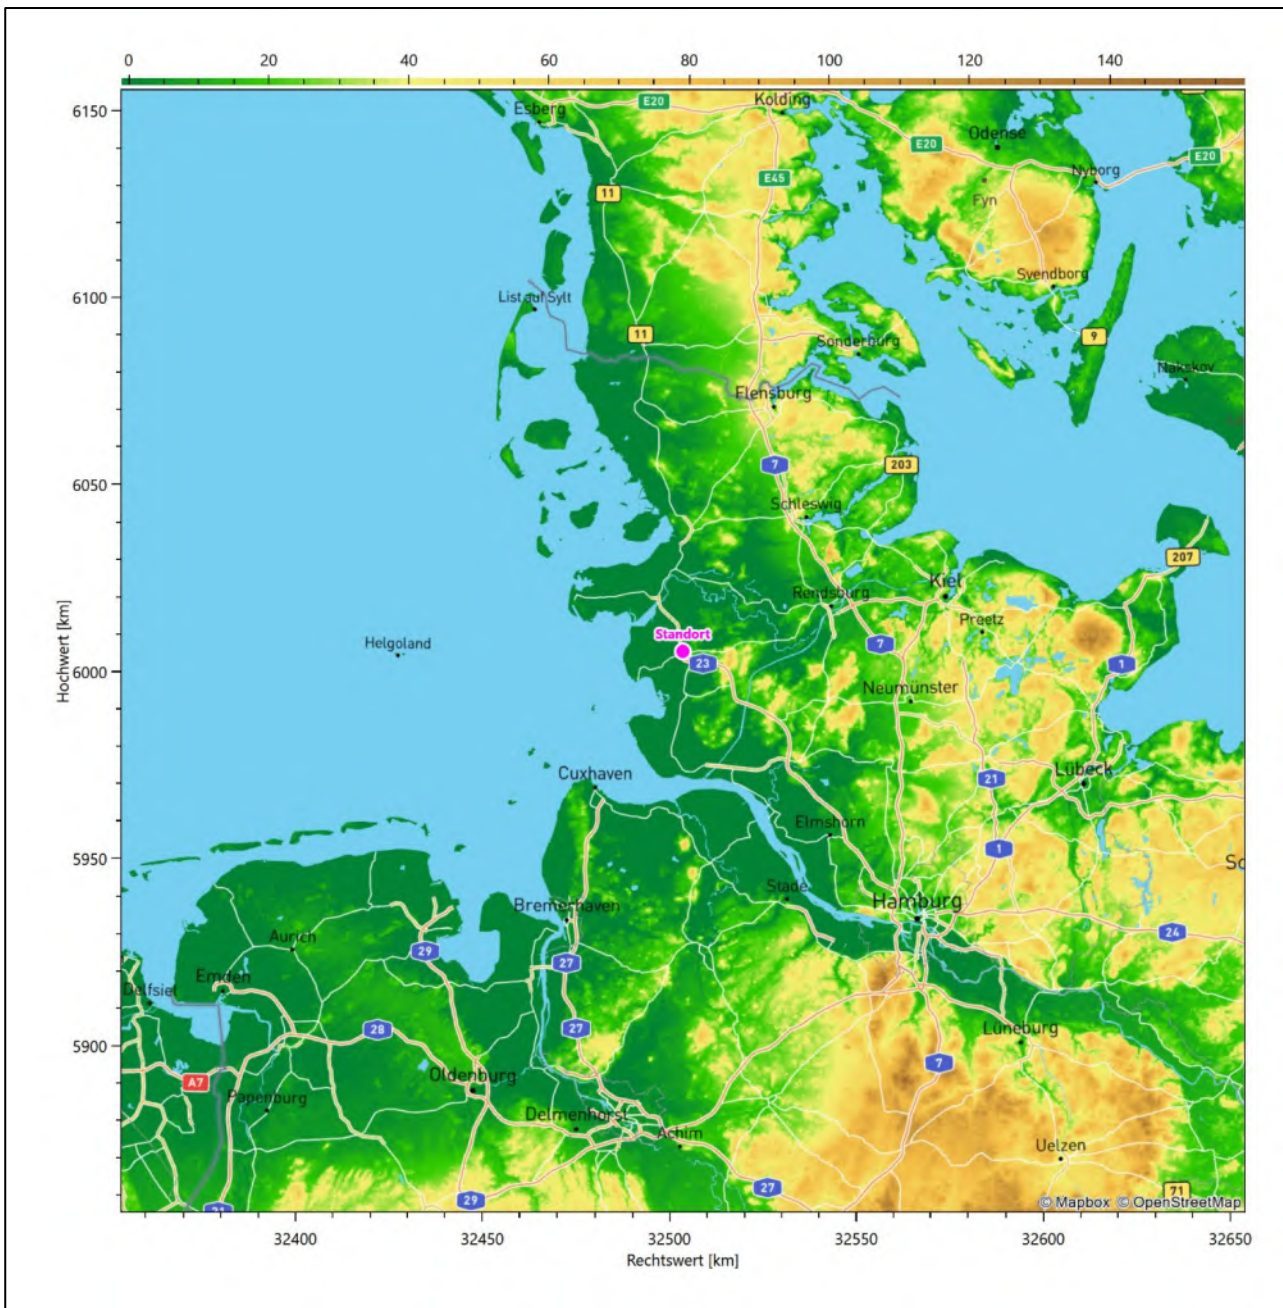 0 20 40 60 80 100 120 140
6150
Esberg
E20
Kolding
Odense
E20
E20
Nyborg
E45
11
Fyn
Svendborg
6100
List auf Sylt
11
9
Sonderburg
Nakskov
Flensburg
6050
7
203
Schleswig
207
Kiel
Rendsburg
Preetz
Standort
Helgoland
7
23
1
6000
Hochwert [km]
Neumünster
Cuxhaven
21
Lübeck
Elmshorn
5950
1
Stade
Hamburg
Bremerhaven
24
Aurich
29
27
Emden
Delfsiel
28
27
Lüneburg
5900
7
A7
Oldenburg
Papenburg
Delmenhorst
Achim
Uelzen
27
29
71
31
© Mapbox © OpenStreetMap
32400 32450 32500 32550 32600 32650
Rechtswert [km]